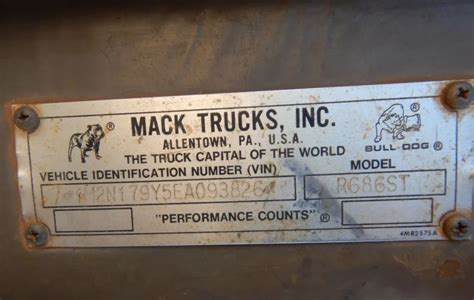 ®
MACK TRUCKS, INC.
ALLENTOWN, PA., U.S.A.
THE TRUCK CAPITAL OF THE WORLD
BULL-DOG ®
VEHICLE IDENTIFICATION NUMBER (VIN)
MODEL
R686ST
"PERFORMANCE COUNTS" ®
4MR2575A